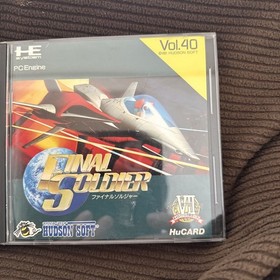 HE
PC Engine
Vol.40
FINAL
SOLDIER
ファイナルソルジャー
HUDSON SOFT
HuCARD